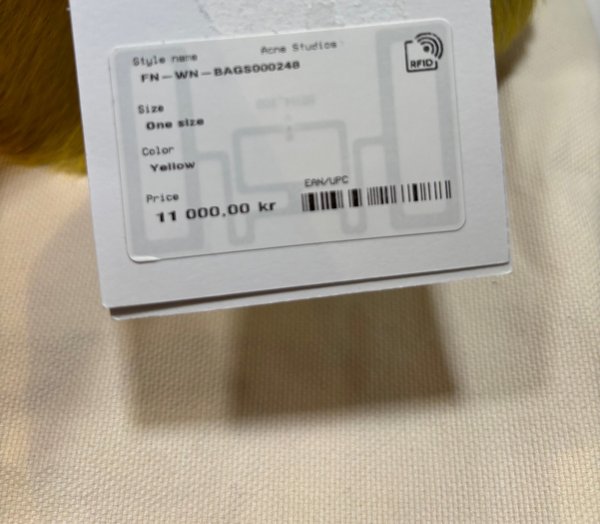 Acne Studios
Style name
FN-WN-BAGS000248
RFID
Size
One size
Color
Yellow
Price
11 000,00 kr
EAN/UPC